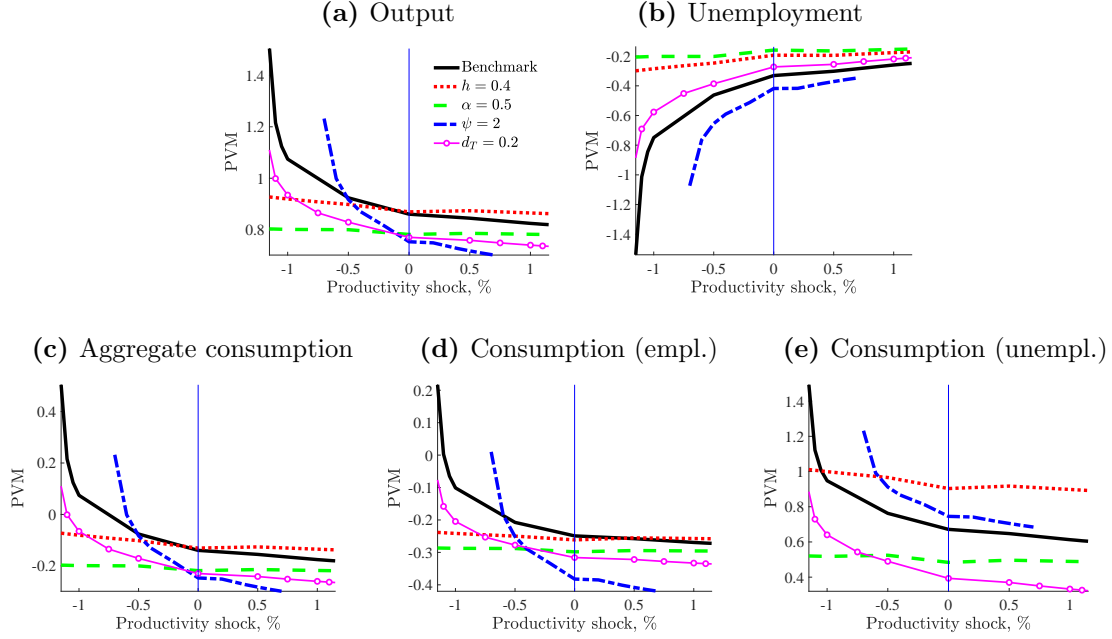 (a) Output
PVM
1.4
1.2
1
0.8
Benchmark
h = 0.4
α = 0.5
ψ = 2
d_T = 0.2
-1 -0.5 0 0.5 1
Productivity shock, %
(b) Unemployment
PVM
-0.2
-0.4
-0.6
-0.8
-1
-1.2
-1.4
-1 -0.5 0 0.5 1
Productivity shock, %
(c) Aggregate consumption
PVM
0.4
0.2
0
-0.2
-1 -0.5 0 0.5 1
Productivity shock, %
(d) Consumption (empl.)
PVM
0.2
0.1
0
-0.1
-0.2
-0.3
-0.4
-1 -0.5 0 0.5 1
Productivity shock, %
(e) Consumption (unempl.)
PVM
1.4
1.2
1
0.8
0.6
0.4
-1 -0.5 0 0.5 1
Productivity shock, %